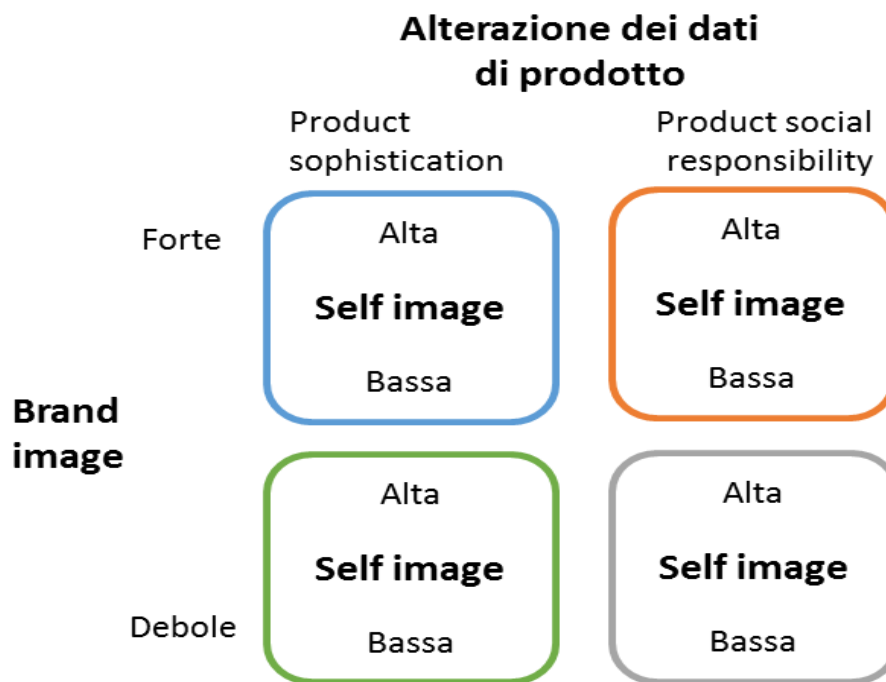 Alterazione dei dati
di prodotto
Product
sophistication
Product social
responsibility
Forte
Alta
Self image
Bassa
Alta
Self image
Bassa
Brand
image
Debole
Alta
Self image
Bassa
Alta
Self image
Bassa